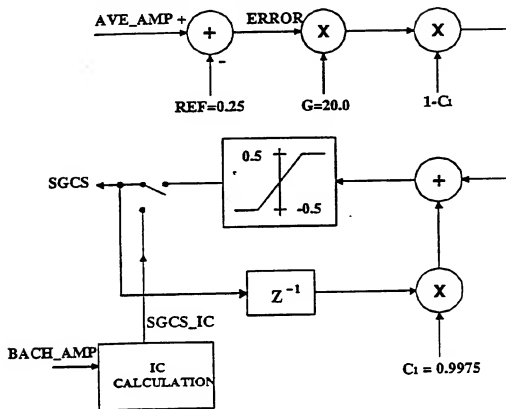 AVE_AMP +
ERROR
+
X
X
-
REF=0.25
G=20.0
1-C1
0.5
-0.5
SGCS
+
Z⁻¹
X
SGCS_IC
BACH_AMP
IC
CALCULATION
C1 = 0.9975